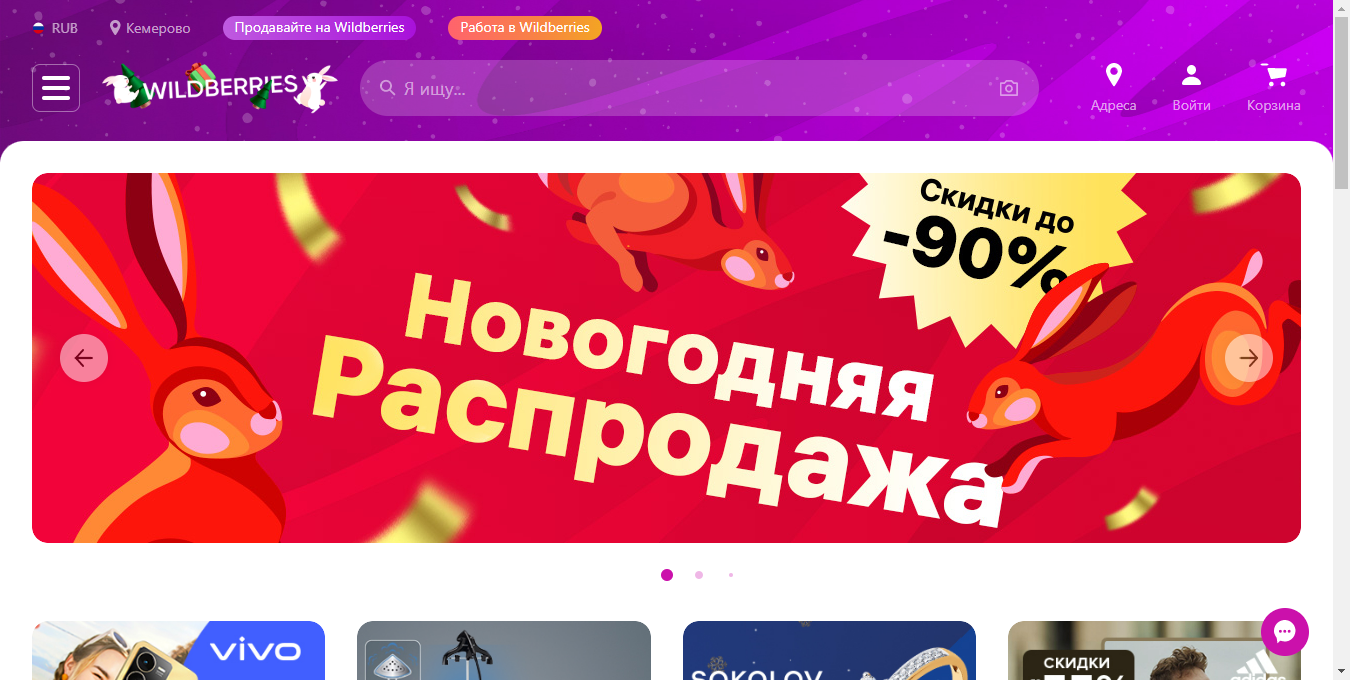 RUB
Кемерово
Продавайте на Wildberries
Работа в Wildberries
WILDBERRIES
Я ищу...
Адреса
Войти
Корзина
Скидки до
-90%
Новогодняя
Распродажа
vivo
SOKOLOV
СКИДКИ
adidas